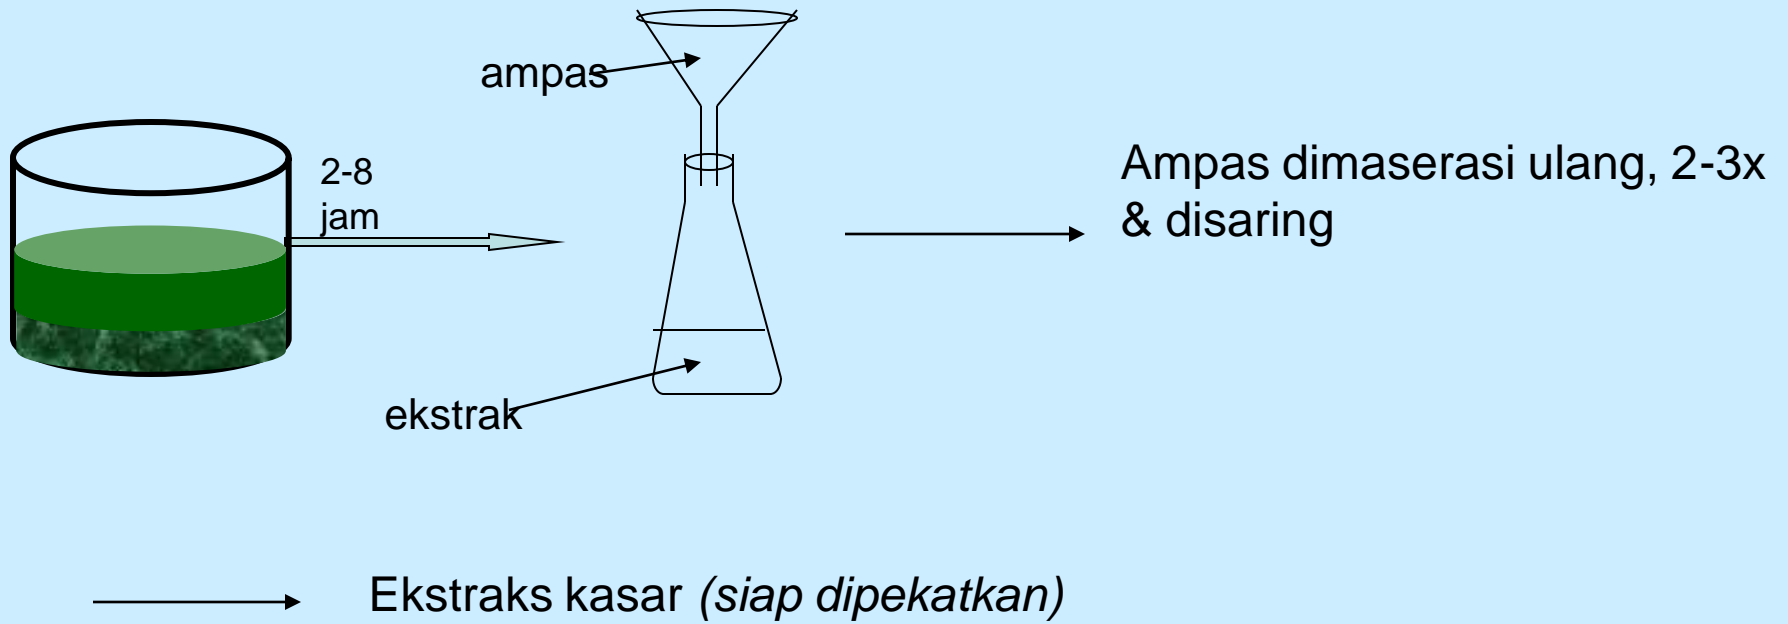 ampas
2-8
jam
Ampas dimaserasi ulang, 2-3x
& disaring
ekstrak
Ekstraks kasar (siap dipekatkan)